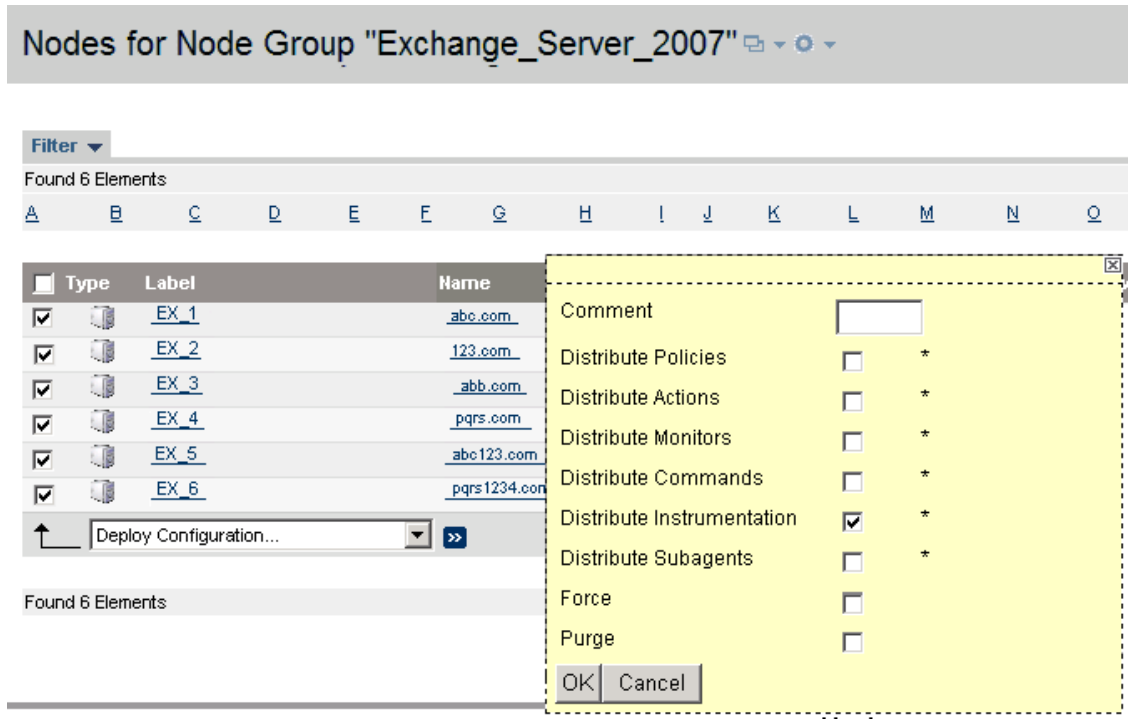 Nodes for Node Group "Exchange_Server_2007"
Filter
Found 6 Elements
A B C D E F G H I J K L M N O
Type Label Name
EX_1 abc.com
EX_2 123.com
EX_3 abb.com
EX_4 pqrs.com
EX_5 abc123.com
EX_6 pqrs1234.con
Deploy Configuration...
Found 6 Elements
Comment
Distribute Policies *
Distribute Actions *
Distribute Monitors *
Distribute Commands *
Distribute Instrumentation *
Distribute Subagents *
Force
Purge
OK Cancel